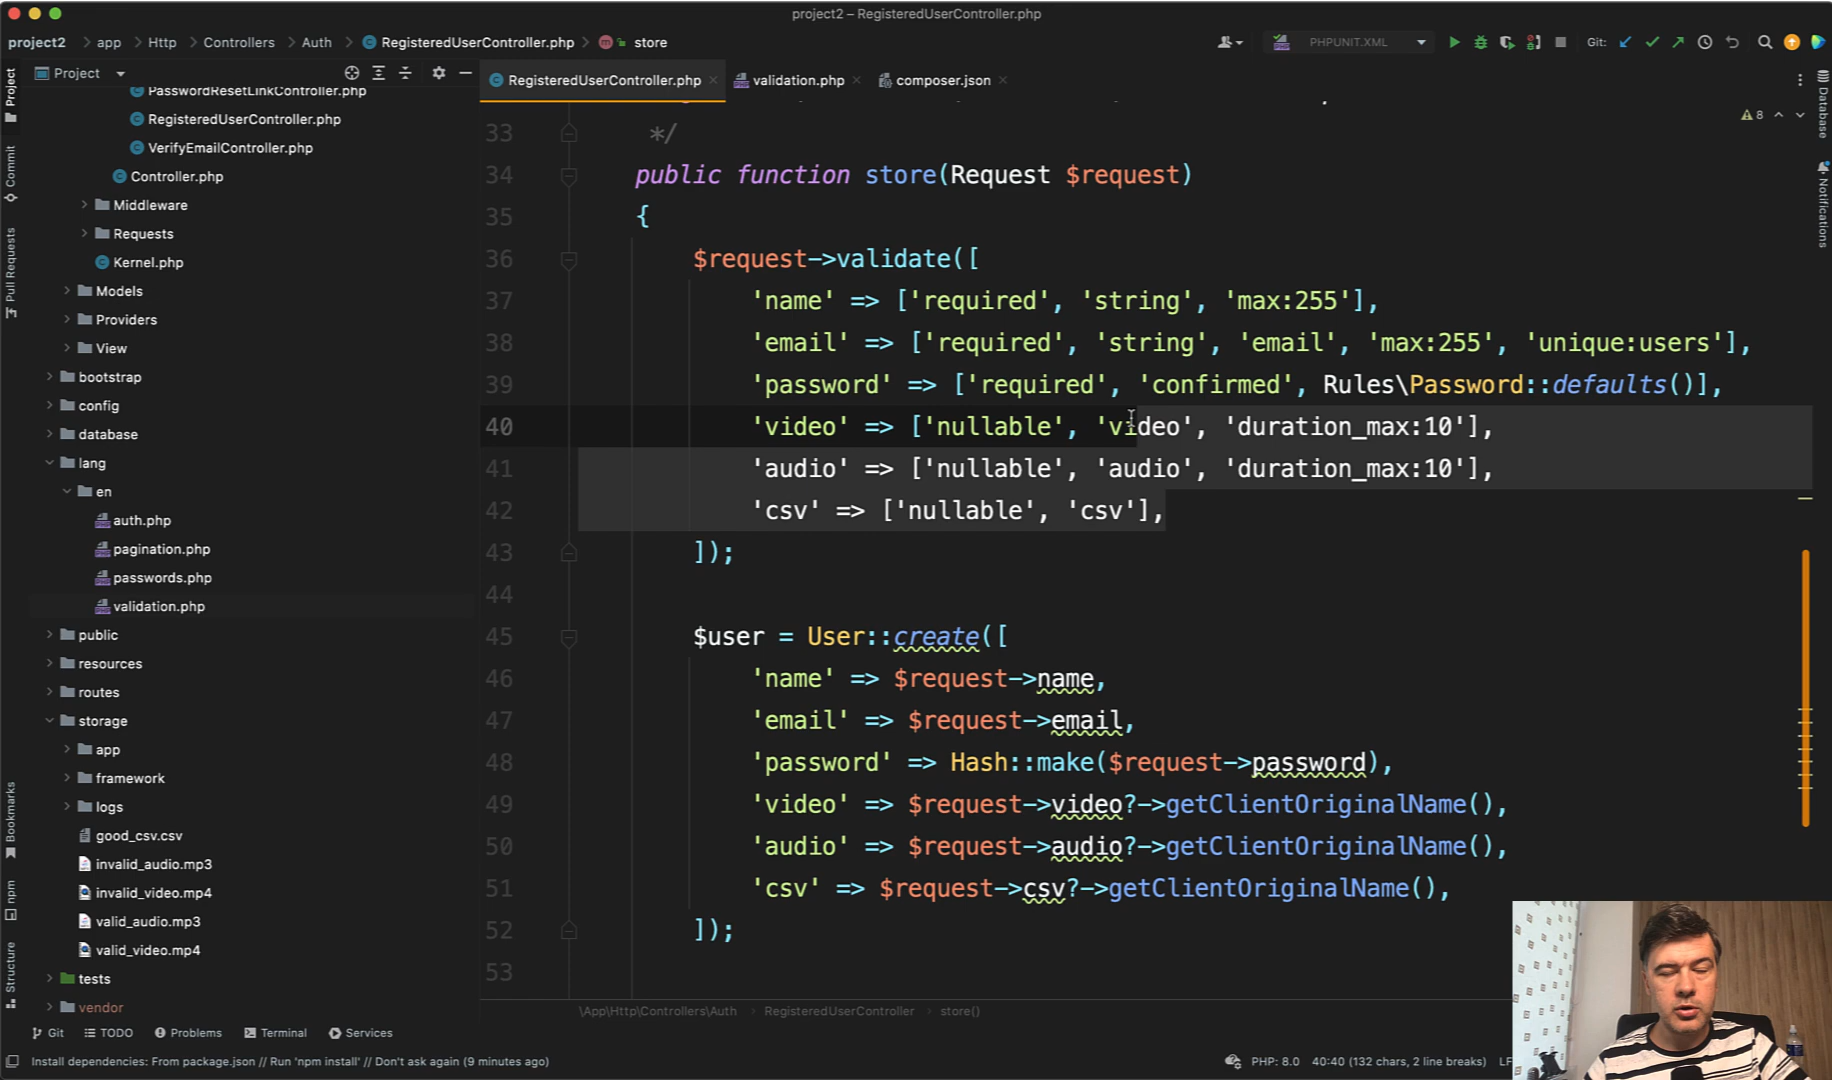 project2 – RegisteredUserController.php
project2 app Http Controllers Auth RegisteredUserController.php store
PHPUNIT.XML Git:
Project
RegisteredUserController.php validation.php composer.json
PasswordResetLinkController.php
RegisteredUserController.php
VerifyEmailController.php
Controller.php
Middleware
Requests
Kernel.php
Models
Providers
View
bootstrap
config
database
lang
en
auth.php
pagination.php
passwords.php
validation.php
public
resources
routes
storage
app
framework
logs
good_csv.csv
invalid_audio.mp3
invalid_video.mp4
valid_audio.mp3
valid_video.mp4
tests
vendor
Project
Commit
Pull Requests
Bookmarks
npm
Structure
8
33 */
34 public function store(Request $request)
35 {
36 $request->validate([
37 'name' => ['required', 'string', 'max:255'],
38 'email' => ['required', 'string', 'email', 'max:255', 'unique:users'],
39 'password' => ['required', 'confirmed', Rules\Password::defaults()],
40 'video' => ['nullable', 'video', 'duration_max:10'],
41 'audio' => ['nullable', 'audio', 'duration_max:10'],
42 'csv' => ['nullable', 'csv'],
43 ]);
44
45 $user = User::create([
46 'name' => $request->name,
47 'email' => $request->email,
48 'password' => Hash::make($request->password),
49 'video' => $request->video?->getClientOriginalName(),
50 'audio' => $request->audio?->getClientOriginalName(),
51 'csv' => $request->csv?->getClientOriginalName(),
52 ]);
53
Database
Notifications
\App\Http\Controllers\Auth RegisteredUserController store()
Git TODO Problems Terminal Services
Install dependencies: From package.json // Run 'npm install' // Don't ask again (9 minutes ago) PHP: 8.0 40:40 (132 chars, 2 line breaks) LF